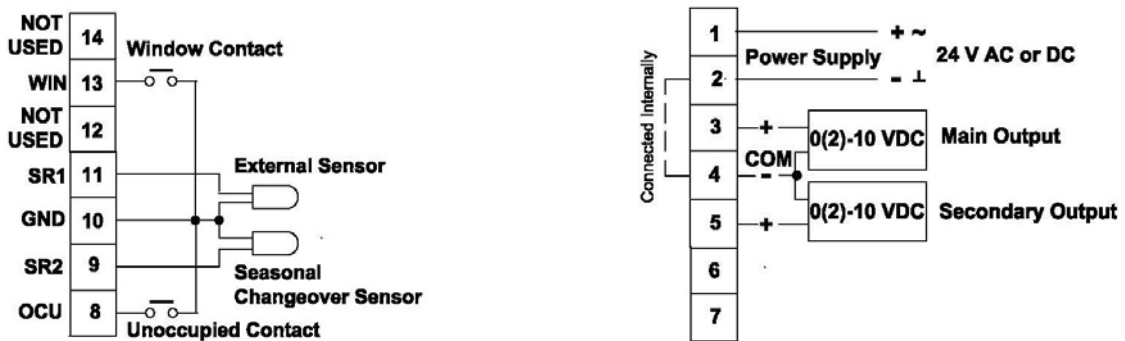 NOT
USED
14
Window Contact
WIN
13
NOT
USED
12
SR1
11
External Sensor
GND
10
SR2
9
Seasonal
Changeover Sensor
OCU
8
Unoccupied Contact
Connected Internally
1
Power Supply
+ ~
24 V AC or DC
2
- ⊥
3
+
0(2)-10 VDC
Main Output
COM
4
-
5
+
0(2)-10 VDC
Secondary Output
6
7